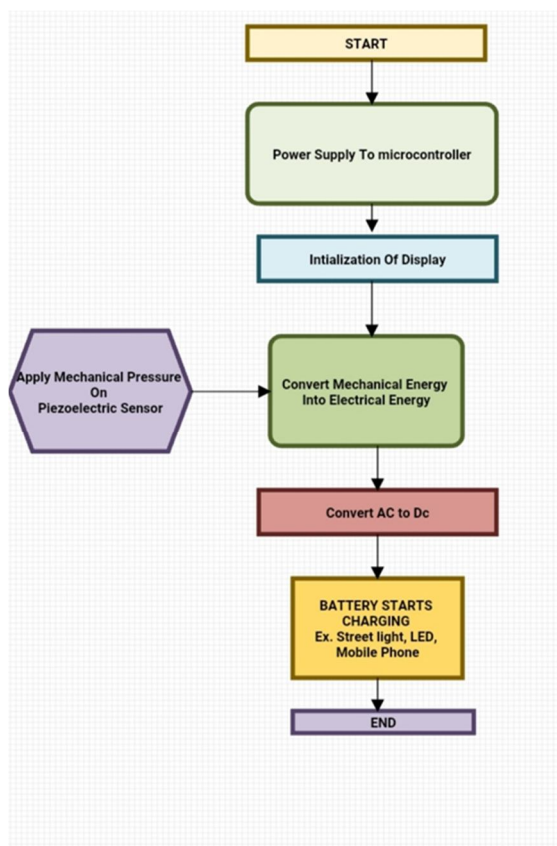 START
Power Supply To microcontroller
Intialization Of Display
Apply Mechanical Pressure
On
Piezoelectric Sensor
Convert Mechanical Energy
Into Electrical Energy
Convert AC to Dc
BATTERY STARTS
CHARGING
Ex. Street light, LED,
Mobile Phone
END